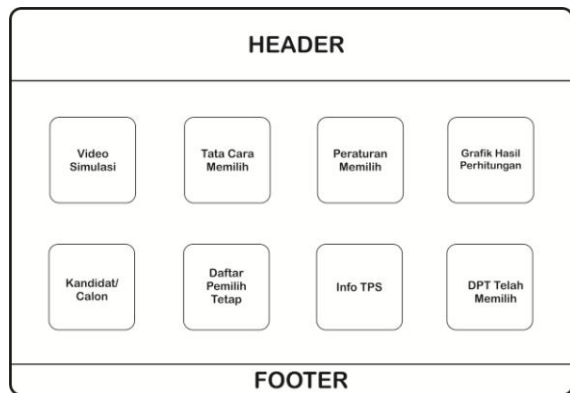 HEADER
Video
Simulasi
Tata Cara
Memilih
Peraturan
Memilih
Grafik Hasil
Perhitungan
Kandidat/
Calon
Daftar
Pemilih
Tetap
Info TPS
DPT Telah
Memilih
FOOTER